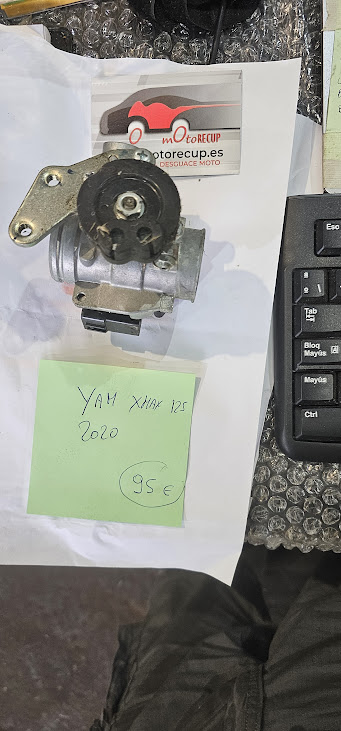 motoRECUP
otorecup.es
DESGUACE MOTO
YAM XMAX 125
2020
95 €
Esc
ª
º \
Tab
Bloq
Mayús A
Mayús
Ctrl